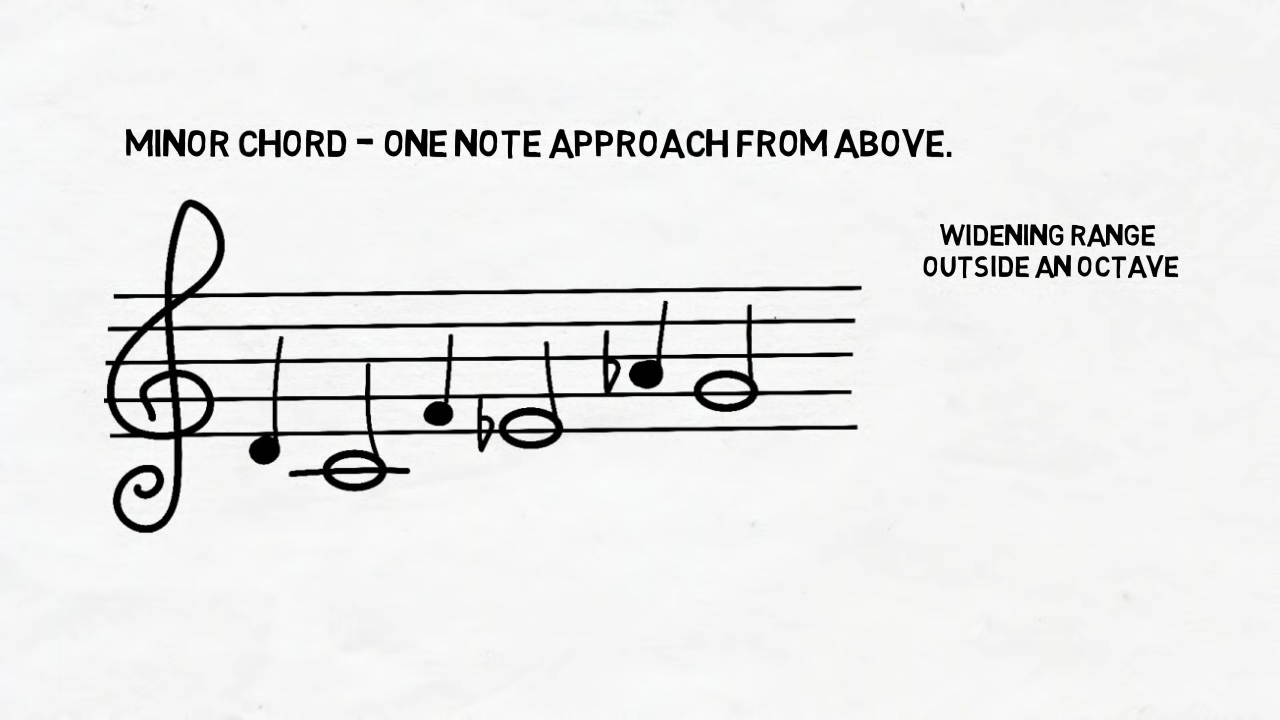 MINOR CHORD - ONE NOTE APPROACH FROM ABOVE.
WIDENING RANGE
OUTSIDE AN OCTAVE